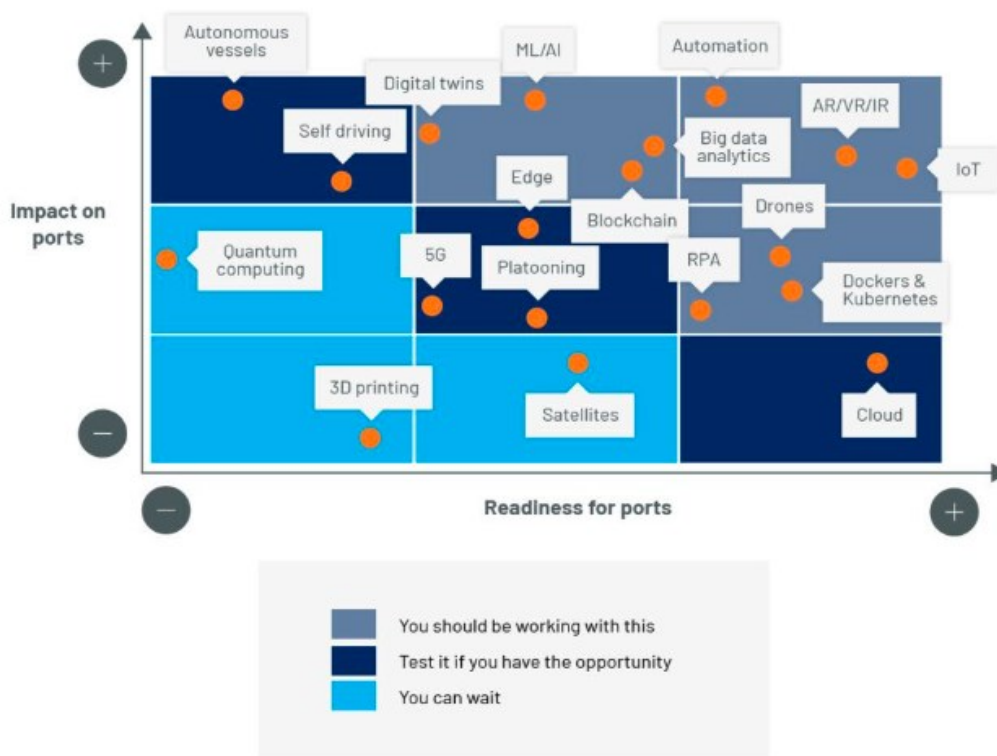 Autonomous
vessels
ML/AI
Automation
Digital twins
AR/VR/IR
Self driving
Big data
analytics
IoT
Edge
Impact on
ports
Blockchain
Drones
Quantum
computing
5G
Platooning
RPA
Dockers &
Kubernetes
3D printing
Satellites
Cloud
Readiness for ports
You should be working with this
Test it if you have the opportunity
You can wait